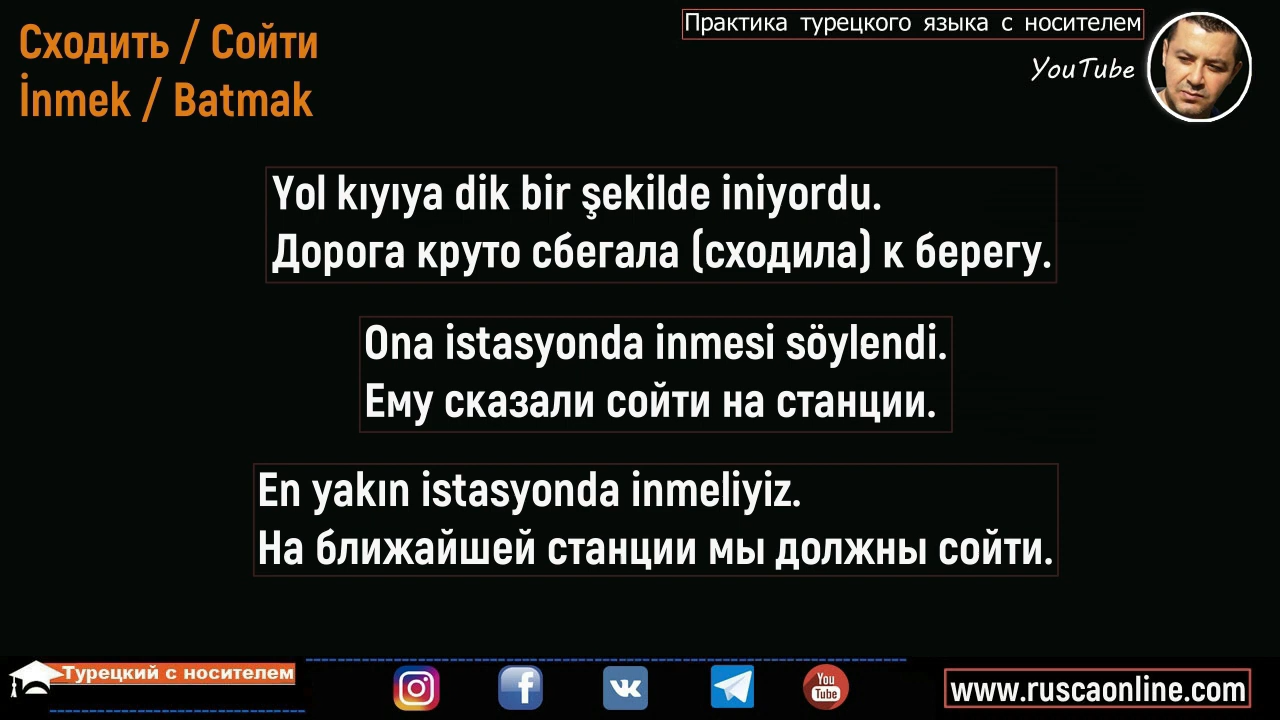 Сходить / Сойти
İnmek / Batmak
Практика турецкого языка с носителем
YouTube
Yol kıyıya dik bir şekilde iniyordu.
Дорога круто сбегала (сходила) к берегу.
Ona istasyonda inmesi söylendi.
Ему сказали сойти на станции.
En yakın istasyonda inmeliyiz.
На ближайшей станции мы должны сойти.
Турецкий с носителем
You
Tube
www.ruscaonline.com